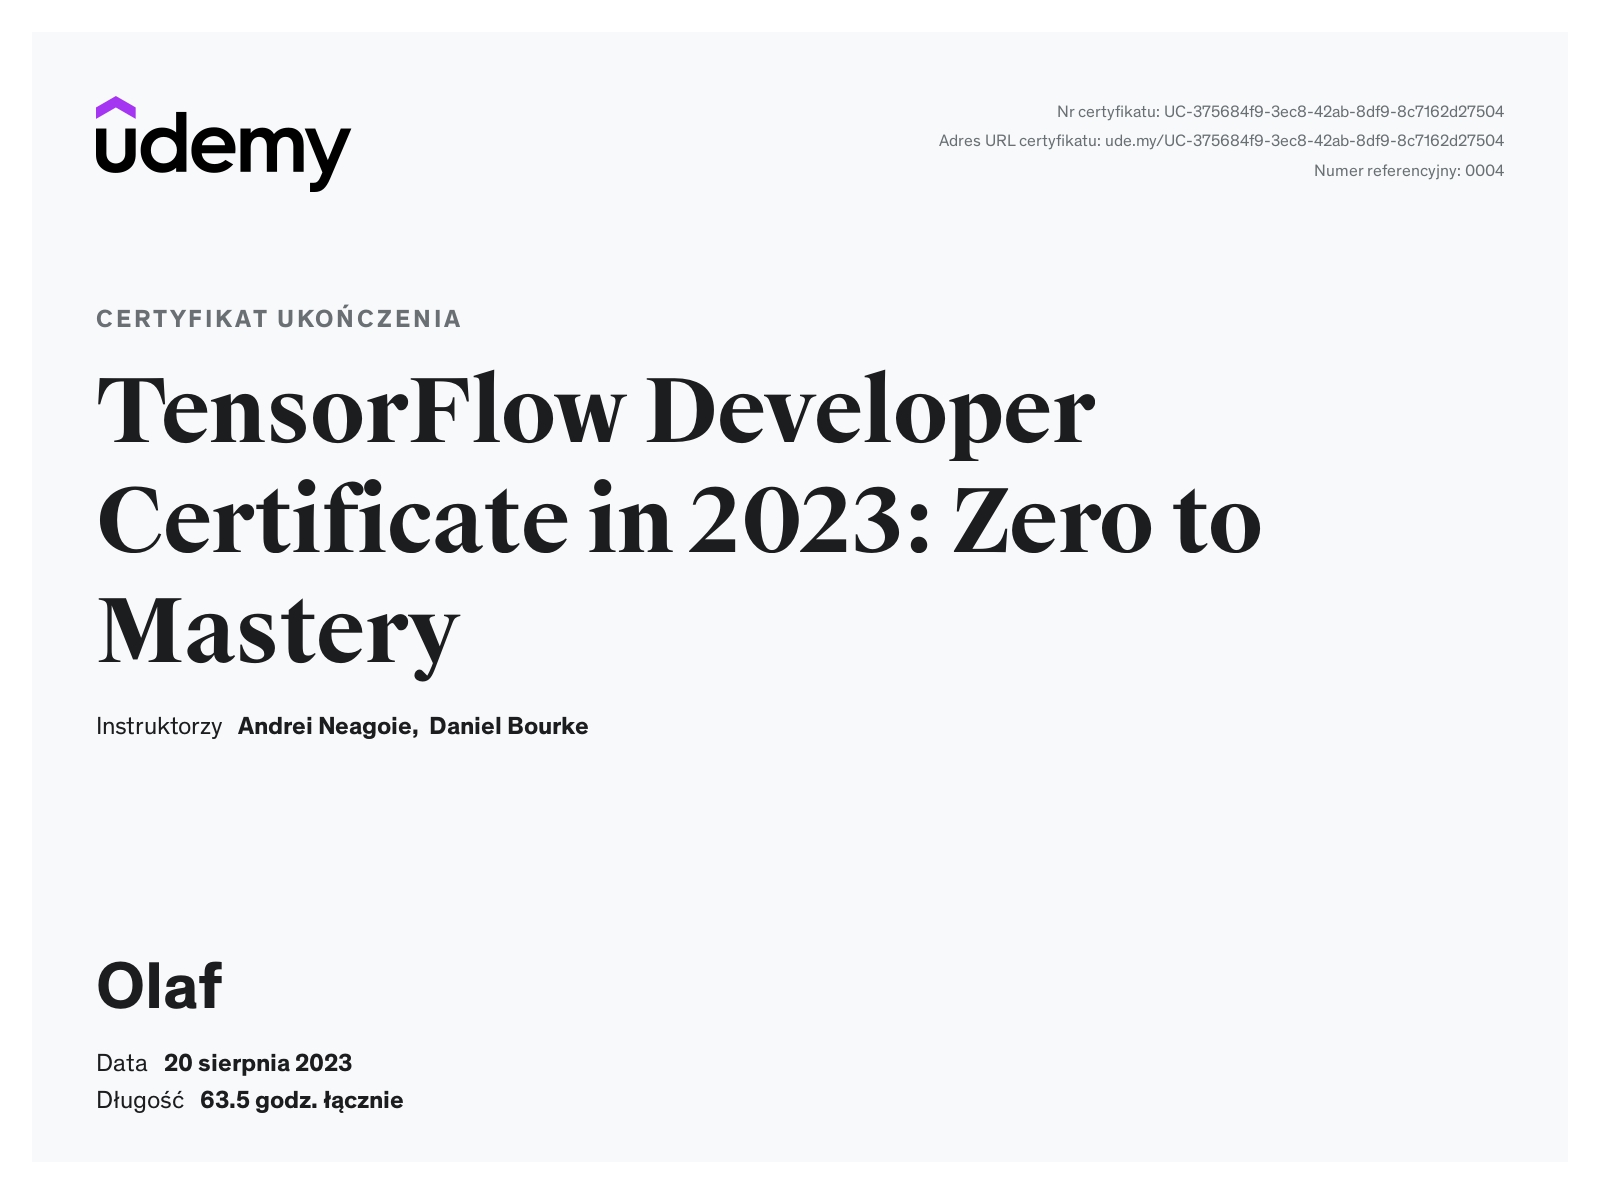 udemy
Nr certyfikatu: UC-375684f9-3ec8-42ab-8df9-8c7162d27504
Adres URL certyfikatu: ude.my/UC-375684f9-3ec8-42ab-8df9-8c7162d27504
Numer referencyjny: 0004
CERTYFIKAT UKOŃCZENIA
TensorFlow Developer
Certificate in 2023: Zero to
Mastery
Instruktorzy Andrei Neagoie, Daniel Bourke
Olaf
Data 20 sierpnia 2023
Długość 63.5 godz. łącznie